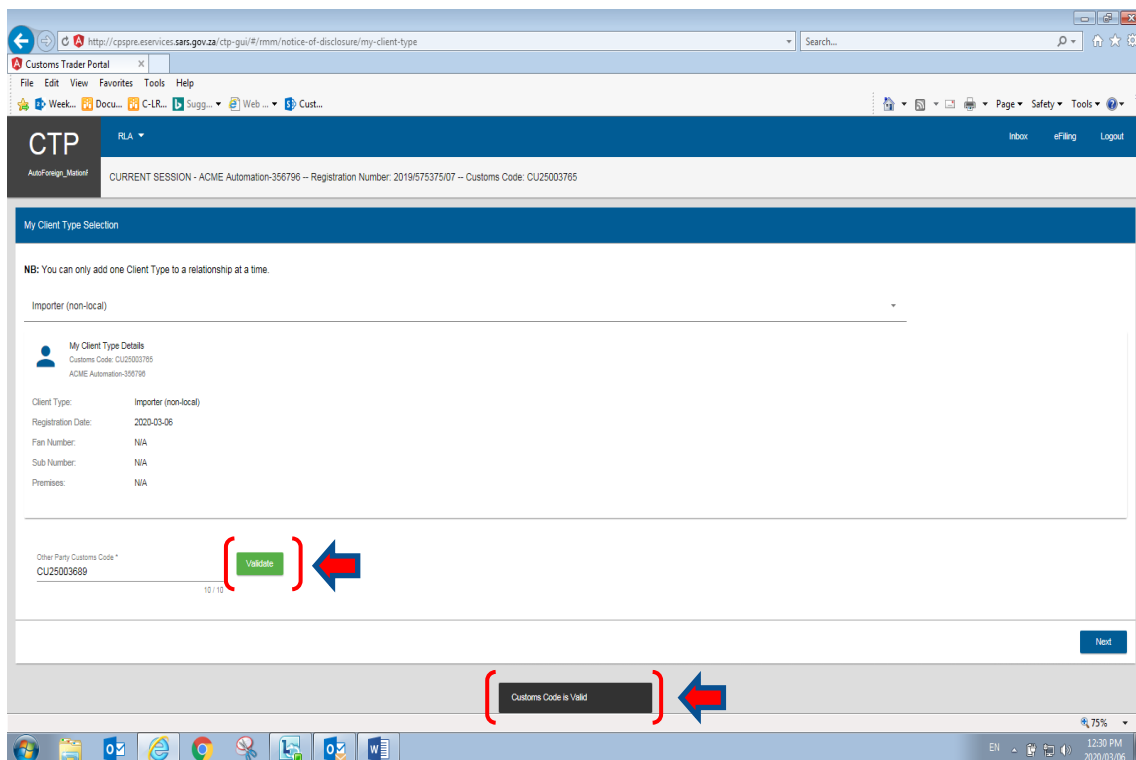 http://cpspre.eservices.sars.gov.za/ctp-gui/#/rmm/notice-of-disclosure/my-client-type
Search...
Customs Trader Portal
File Edit View Favorites Tools Help
Week... Docu... C-LR... Sugg... Web ... Cust...
Page Safety Tools
CTP
RLA
Inbox eFiling Logout
CURRENT SESSION - ACME Automation-356796 -- Registration Number: 2019/575375/07 -- Customs Code: CU25003765
My Client Type Selection
NB: You can only add one Client Type to a relationship at a time.
Importer (non-local)
My Client Type Details
Customs Code: CU25003765
ACME Automation-356796
Client Type: Importer (non-local)
Registration Date: 2020-03-06
Fan Number: N/A
Sub Number: N/A
Premises: N/A
Other Party Customs Code *
CU25003689
Validate
10 / 10
Next
Customs Code is Valid
75%
EN
12:30 PM
2020/03/06